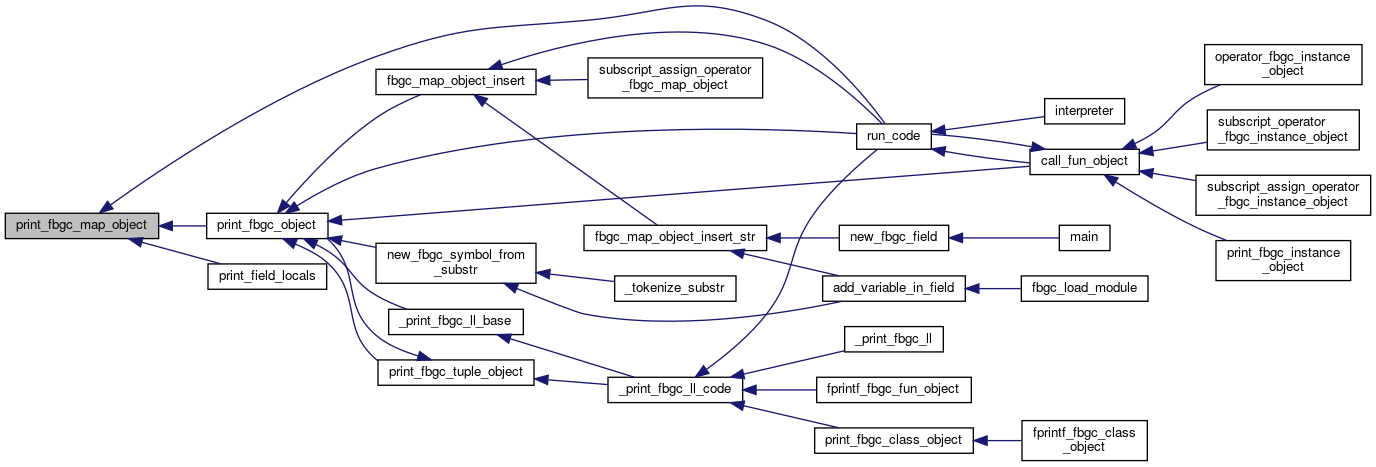 print_fbgc_map_object
print_fbgc_object
print_field_locals
fbgc_map_object_insert
new_fbgc_symbol_from
_substr
_print_fbgc_ll_base
print_fbgc_tuple_object
subscript_assign_operator
_fbgc_map_object
fbgc_map_object_insert_str
_tokenize_substr
_print_fbgc_ll_code
run_code
new_fbgc_field
add_variable_in_field
_print_fbgc_ll
fprintf_fbgc_fun_object
print_fbgc_class_object
interpreter
call_fun_object
main
fbgc_load_module
fprintf_fbgc_class
_object
operator_fbgc_instance
_object
subscript_operator
_fbgc_instance_object
subscript_assign_operator
_fbgc_instance_object
print_fbgc_instance
_object